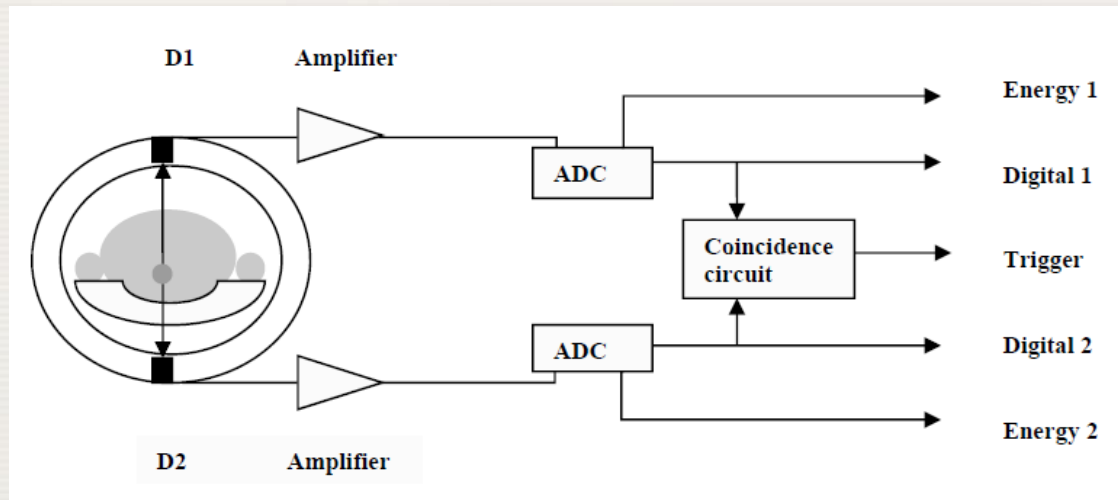 D1 Amplifier
Energy 1
ADC
Digital 1
Coincidence
circuit
Trigger
ADC
Digital 2
Energy 2
D2 Amplifier